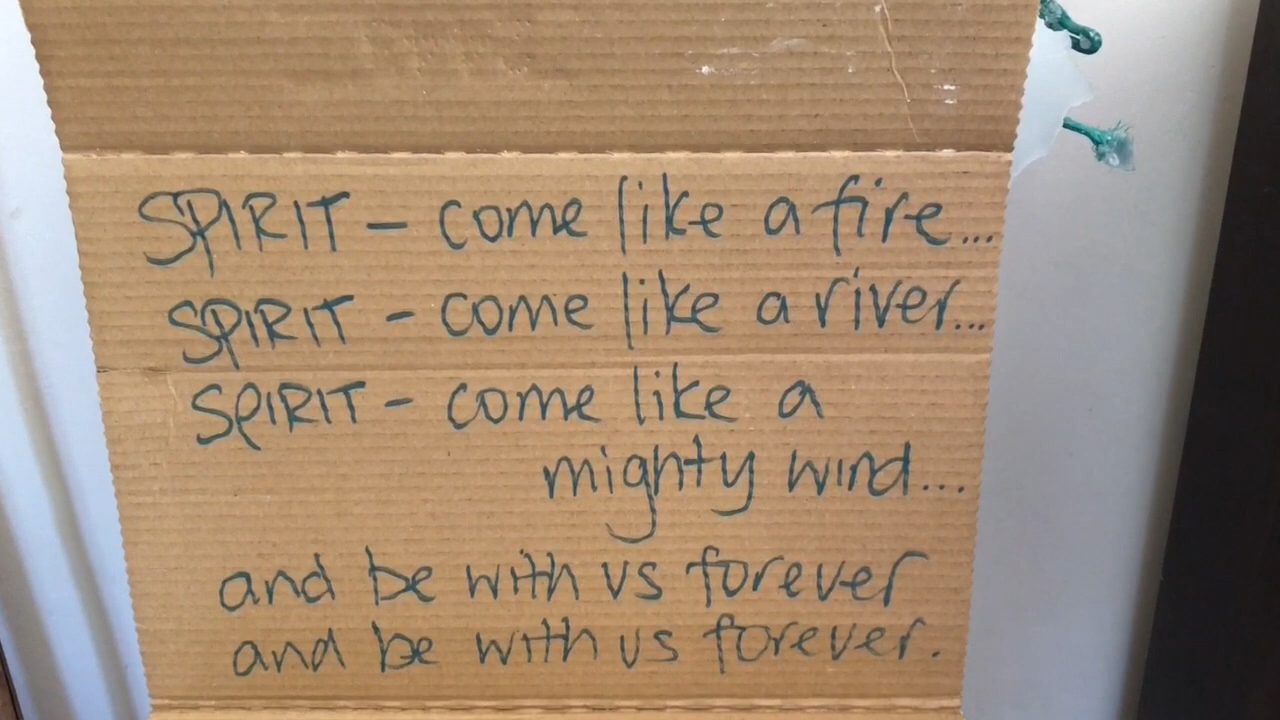 SPIRIT - come like a fire...
SPIRIT - come like a river...
SPIRIT - come like a
mighty wind...
and be with us forever
and be with us forever.